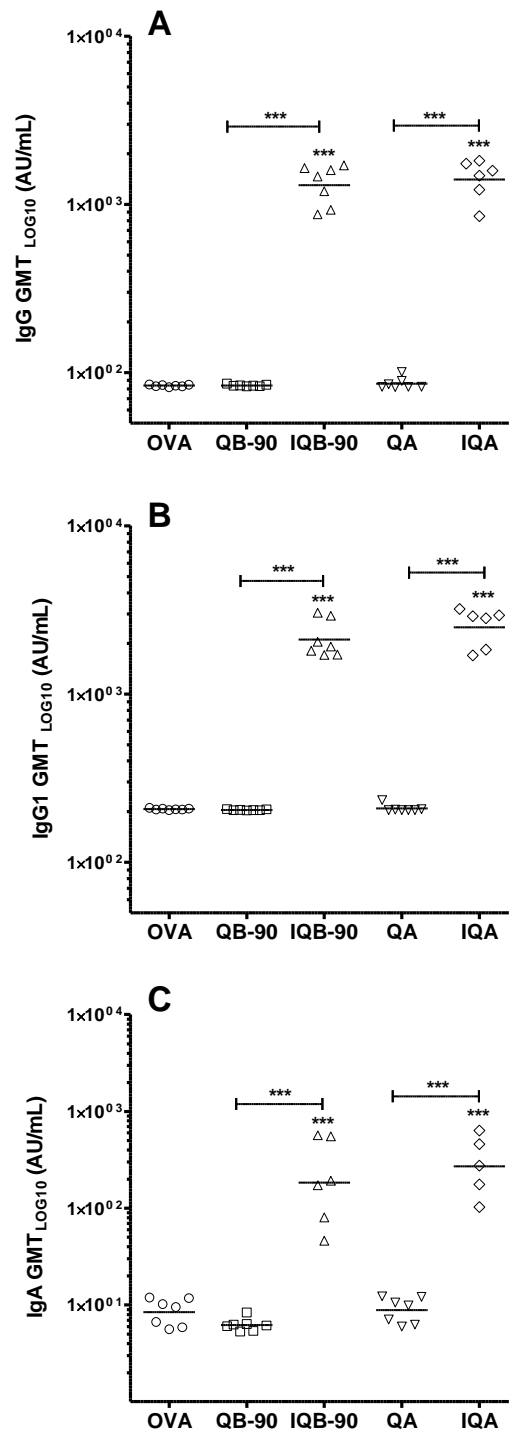 A
1×10⁰⁴
*** ***
*** ***
IgG GMT LOG10 (AU/mL)
1×10⁰³
1×10⁰²
OVA QB-90 IQB-90 QA IQA
B
1×10⁰⁴
*** ***
*** ***
IgG1 GMT LOG10 (AU/mL)
1×10⁰³
1×10⁰²
OVA QB-90 IQB-90 QA IQA
C
1×10⁰⁴
*** ***
1×10⁰³
*** ***
IgA GMT LOG10 (AU/mL)
1×10⁰²
1×10⁰¹
OVA QB-90 IQB-90 QA IQA